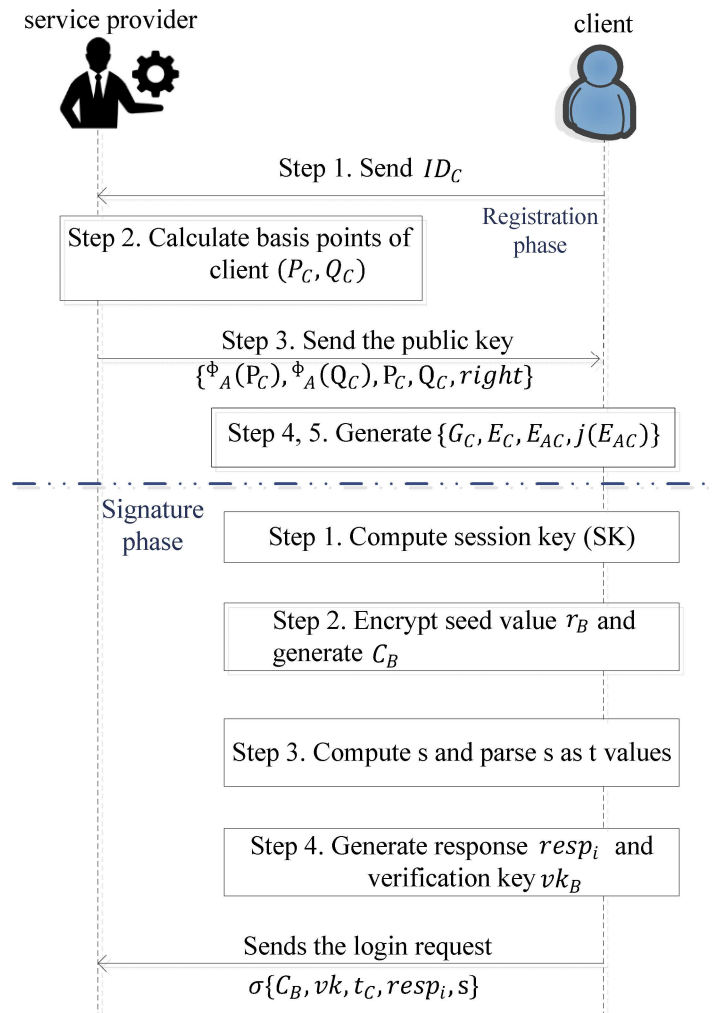 service provider
client
Step 1. Send ID_C
Registration
phase
Step 2. Calculate basis points of
client (P_C, Q_C)
Step 3. Send the public key
{ϕ_A(P_C), ϕ_A(Q_C), P_C, Q_C, right}
Step 4, 5. Generate {G_C, E_C, E_AC, j(E_AC)}
Signature
phase
Step 1. Compute session key (SK)
Step 2. Encrypt seed value r_B and
generate C_B
Step 3. Compute s and parse s as t values
Step 4. Generate response resp_i and
verification key vk_B
Sends the login request
σ{C_B, vk, t_C, resp_i, s}